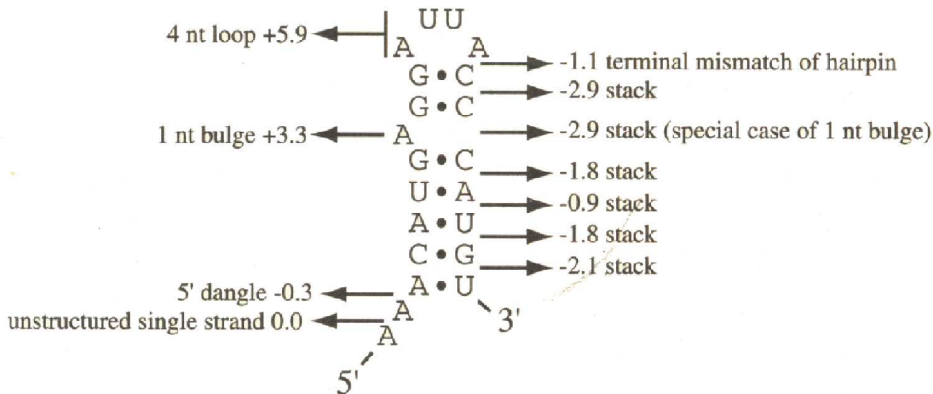 U U
4 nt loop +5.9
A A
-1.1 terminal mismatch of hairpin
G • C
-2.9 stack
G • C
1 nt bulge +3.3
A
-2.9 stack (special case of 1 nt bulge)
G • C
-1.8 stack
U • A
-0.9 stack
A • U
-1.8 stack
C • G
-2.1 stack
5' dangle -0.3
A • U
unstructured single strand 0.0
A
A
3'
5'